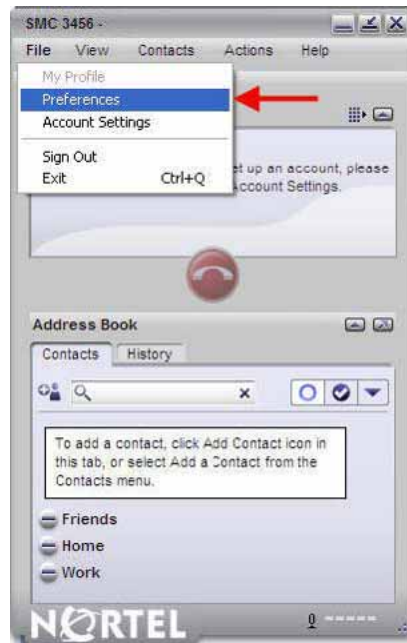 SMC 3456 -
File View Contacts Actions Help
My Profile
Preferences
Account Settings
Sign Out
Exit Ctrl+Q
et up an account, please
Account Settings.
Address Book
Contacts History
To add a contact, click Add Contact icon in
this tab, or select Add a Contact from the
Contacts menu.
Friends
Home
Work
NORTEL